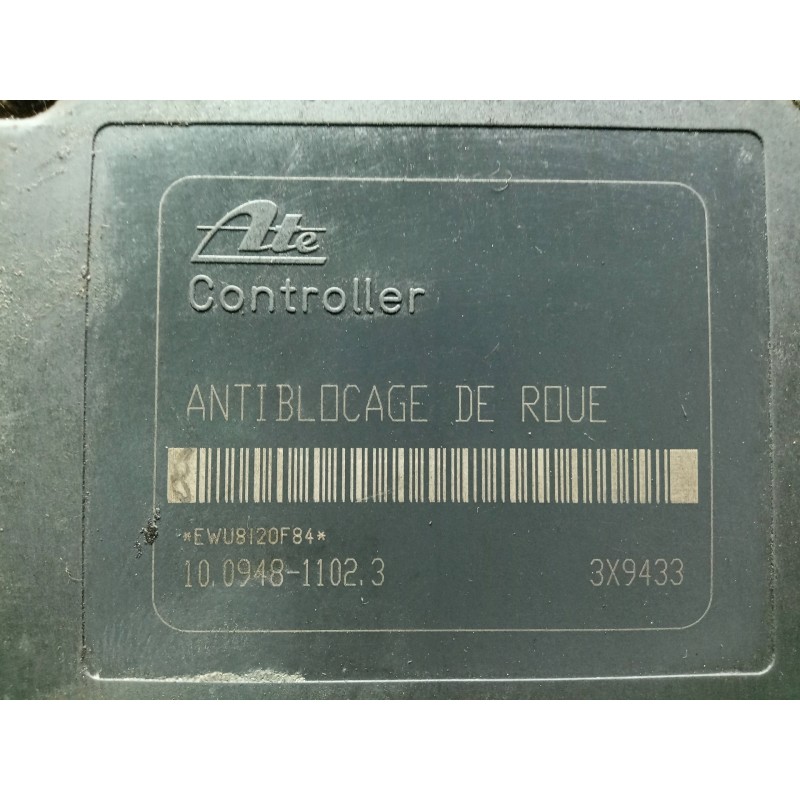 Ate
Controller
ANTIBLOCAGE DE ROUE
*EWU8120F84*
10.0948-1102.3 3X9433